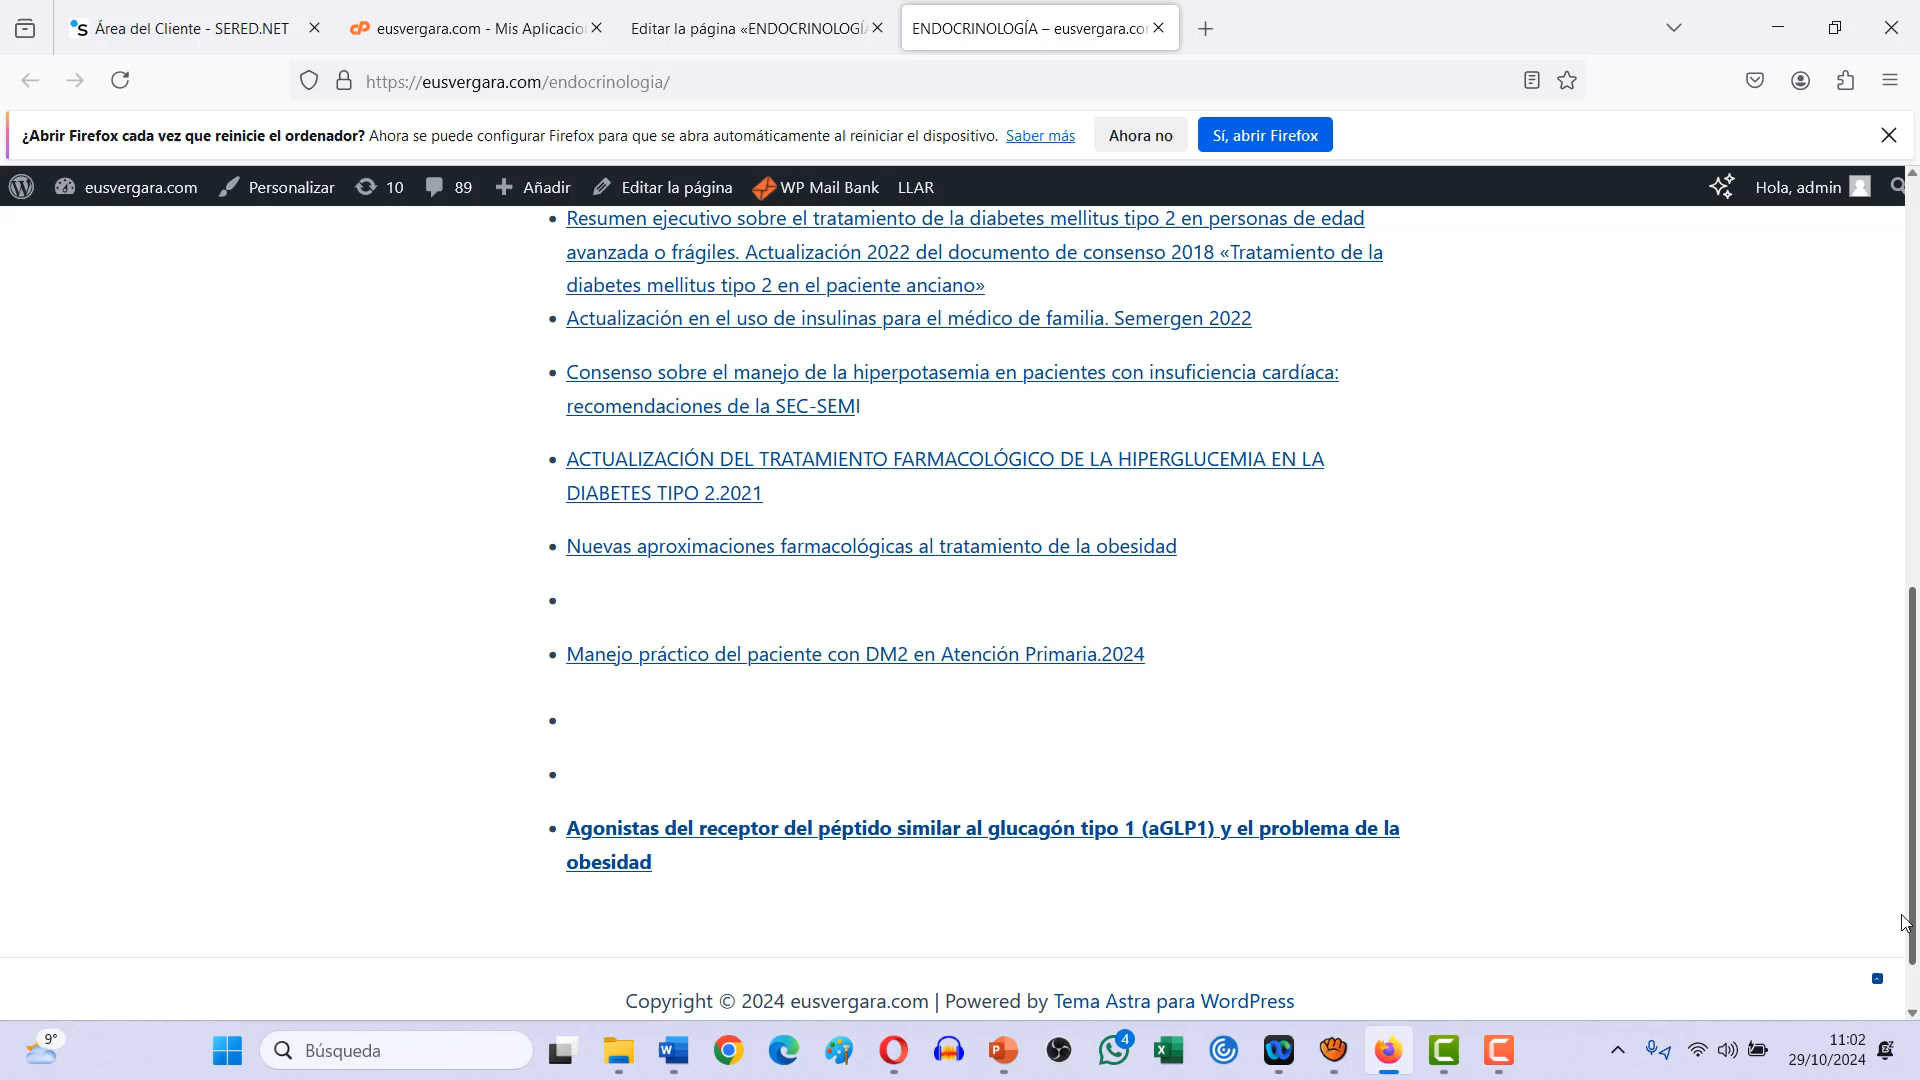 Área del Cliente - SERED.NET
eusvergara.com - Mis Aplicacio
Editar la página «ENDOCRINOLOGÍA
ENDOCRINOLOGÍA – eusvergara.co
https://eusvergara.com/endocrinologia/
¿Abrir Firefox cada vez que reinicie el ordenador? Ahora se puede configurar Firefox para que se abra automáticamente al reiniciar el dispositivo. Saber más Ahora no Sí, abrir Firefox
eusvergara.com Personalizar 10 89 Añadir Editar la página WP Mail Bank LLAR Hola, admin
Resumen ejecutivo sobre el tratamiento de la diabetes mellitus tipo 2 en personas de edad
avanzada o frágiles. Actualización 2022 del documento de consenso 2018 «Tratamiento de la
diabetes mellitus tipo 2 en el paciente anciano»
Actualización en el uso de insulinas para el médico de familia. Semergen 2022
Consenso sobre el manejo de la hiperpotasemia en pacientes con insuficiencia cardíaca:
recomendaciones de la SEC-SEMI
ACTUALIZACIÓN DEL TRATAMIENTO FARMACOLÓGICO DE LA HIPERGLUCEMIA EN LA
DIABETES TIPO 2.2021
Nuevas aproximaciones farmacológicas al tratamiento de la obesidad
Manejo práctico del paciente con DM2 en Atención Primaria.2024
Agonistas del receptor del péptido similar al glucagón tipo 1 (aGLP1) y el problema de la
obesidad
Copyright © 2024 eusvergara.com | Powered by Tema Astra para WordPress
9°
Búsqueda
4
11:02
29/10/2024